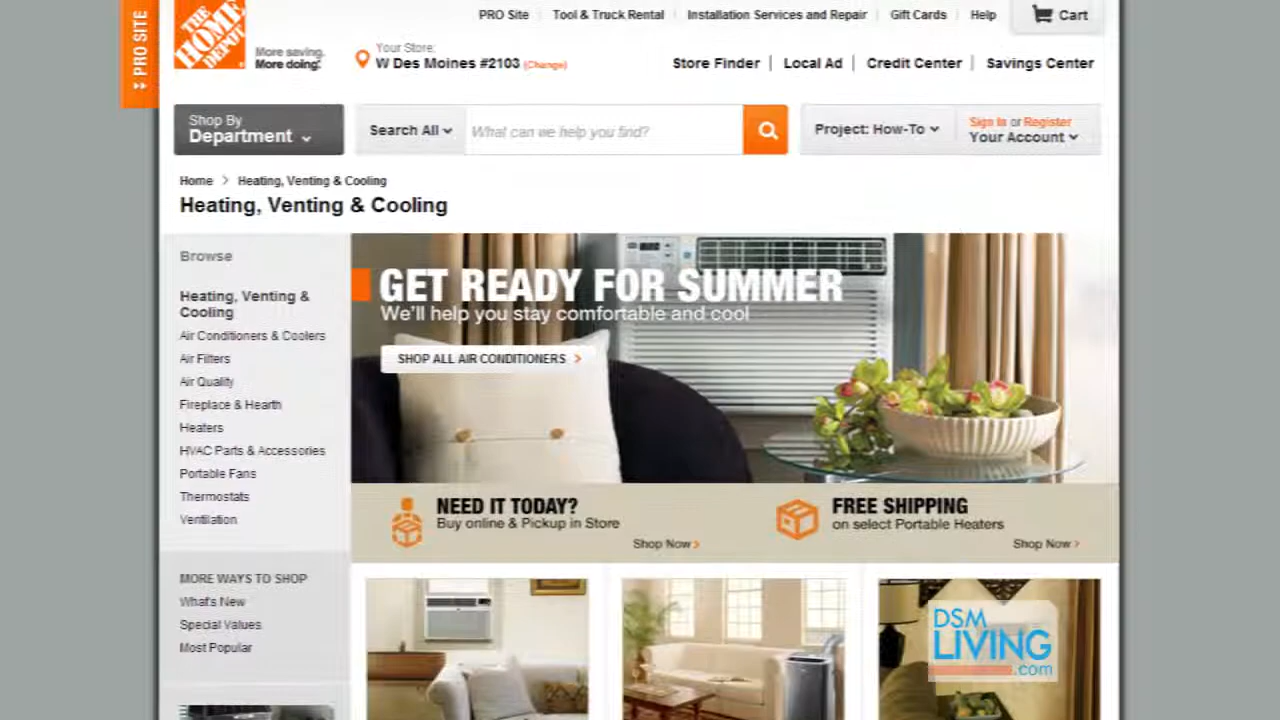 PRO SITE
THE
HOME
DEPOT
More saving.
More doing.
PRO Site
Tool & Truck Rental
Installation Services and Repair
Gift Cards
Help
Cart
Your Store:
W Des Moines #2103 (Change)
Store Finder
Local Ad
Credit Center
Savings Center
Shop By
Department
Search All
What can we help you find?
Project: How-To
Sign In or Register
Your Account
Home > Heating, Venting & Cooling
Heating, Venting & Cooling
Browse
Heating, Venting &
Cooling
Air Conditioners & Coolers
Air Filters
Air Quality
Fireplace & Hearth
Heaters
HVAC Parts & Accessories
Portable Fans
Thermostats
Ventilation
MORE WAYS TO SHOP
What's New
Special Values
Most Popular
GET READY FOR SUMMER
We'll help you stay comfortable and cool
SHOP ALL AIR CONDITIONERS >
NEED IT TODAY?
Buy online & Pickup in Store
Shop Now >
FREE SHIPPING
on select Portable Heaters
Shop Now >
DSM
LIVING
.com